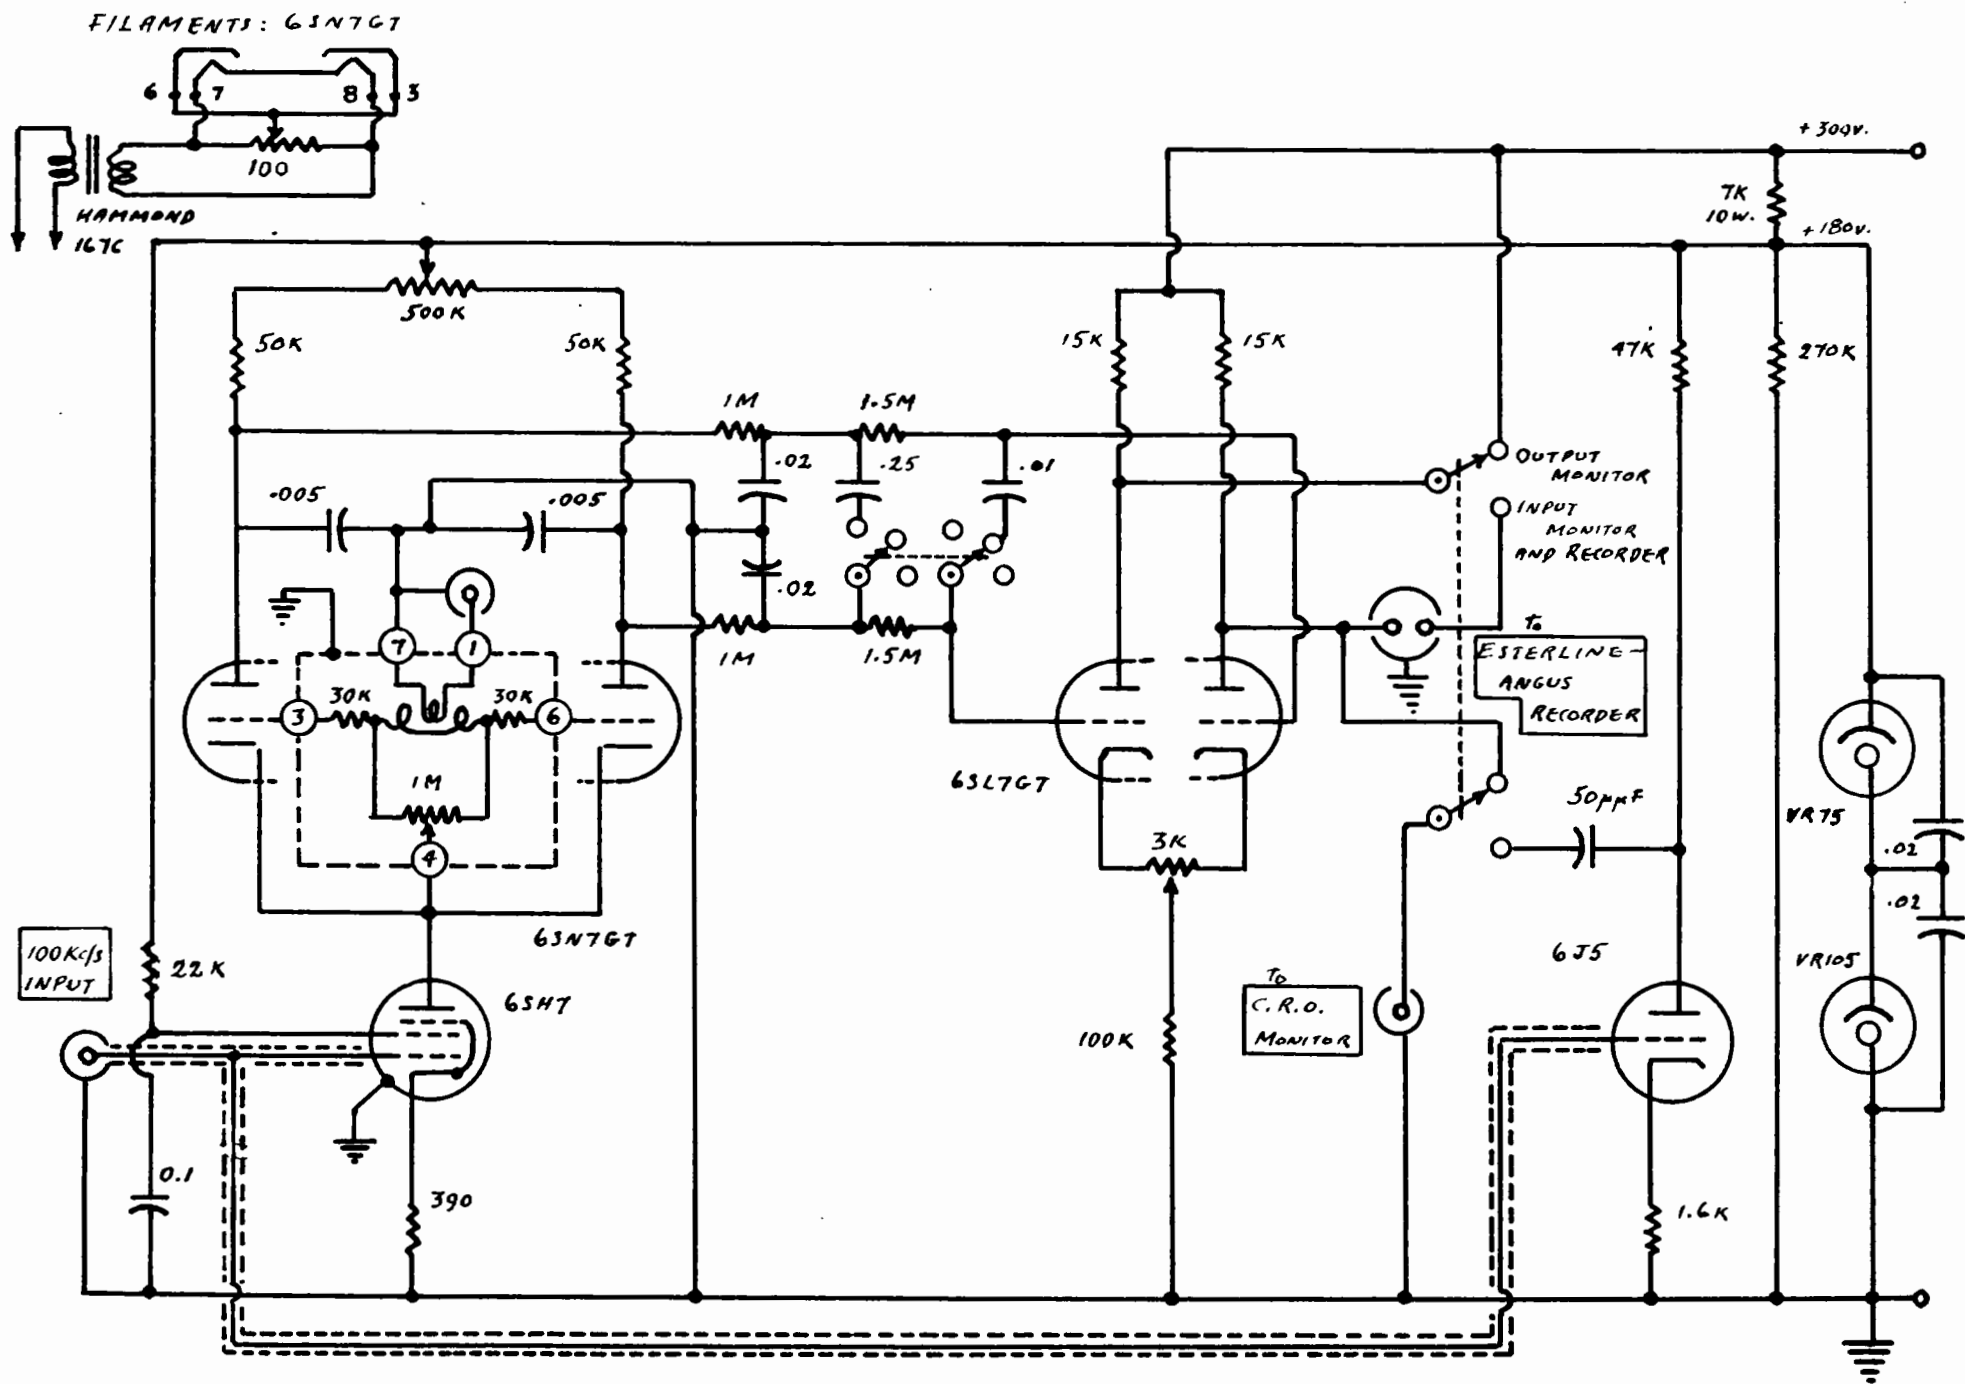 FILAMENTS: 6SN7GT
6 7 8 3
100
HAMMOND
167C
+300V.
7K
10W.
+180V.
500K
50K
50K
15K
15K
47K
270K
1M
1.5M
.02
.25
.01
OUTPUT
MONITOR
.005
.005
INPUT
MONITOR
AND RECORDER
.02
7
1
1M
1.5M
TO
ESTERLINE-
ANGUS
RECORDER
30K
30K
3
6
1M
6SL7GT
50μμF
VR75
3K
4
.02
.02
6SN7GT
100Kc/s
INPUT
22K
6SH7
6J5
VR105
TO
C.R.O.
MONITOR
100K
0.1
390
1.6K